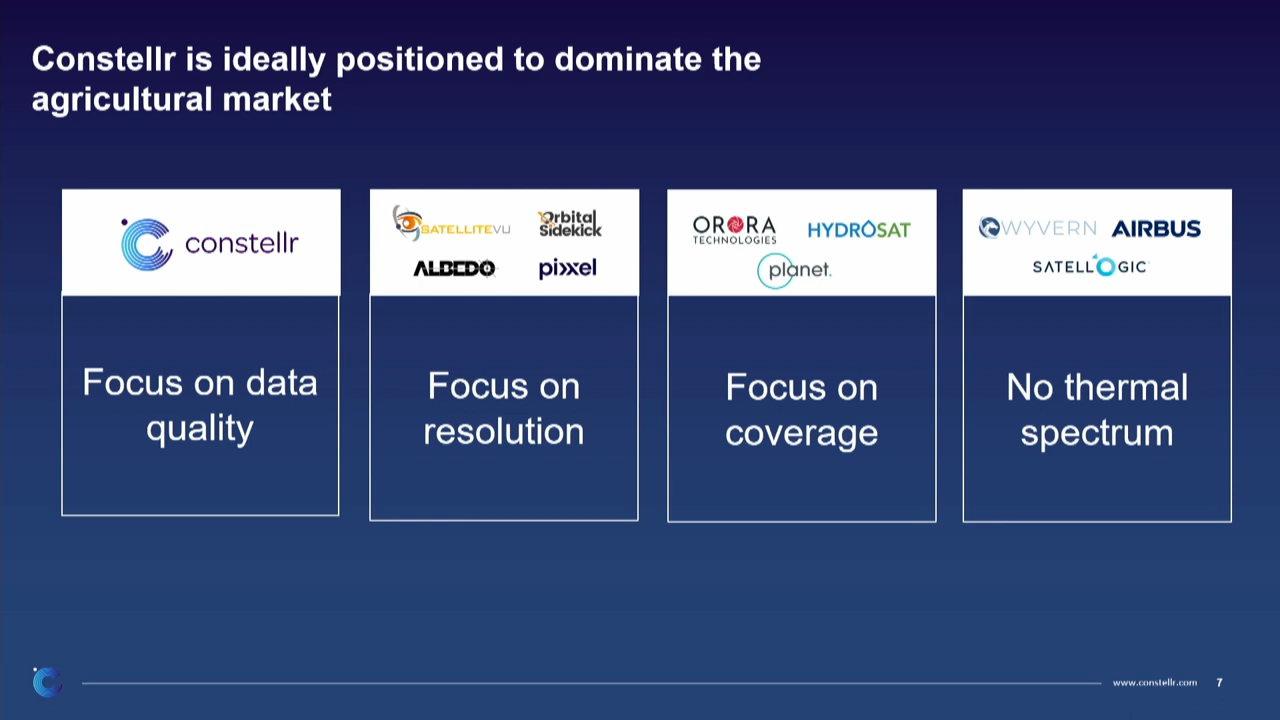 Constellr is ideally positioned to dominate the
agricultural market
constellr
SATELLITEVU
Orbital
Sidekick
ALBEDO
pixxel
ORORA
TECHNOLOGIES
HYDROSAT
planet.
WYVERN
AIRBUS
SATELLOGIC
Focus on data
quality
Focus on
resolution
Focus on
coverage
No thermal
spectrum
www.constellr.com
7